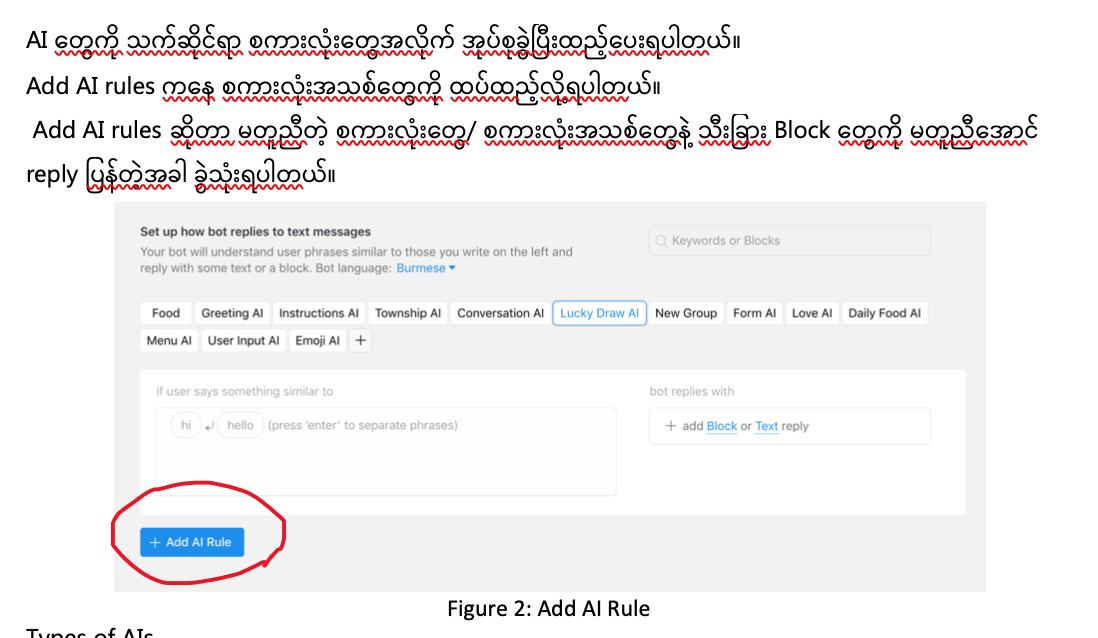 AI တွေကို သက်ဆိုင်ရာ စကားလုံးတွေအလိုက် အုပ်စုခွဲပြီးထည့်ပေးရပါတယ်။
Add AI rules ကနေ စကားလုံးအသစ်တွေကို ထပ်ထည့်လို့ရပါတယ်။
Add AI rules ဆိုတာ မတူညီတဲ့ စကားလုံးတွေ/ စကားလုံးအသစ်တွေနဲ့ သီးခြား Block တွေကို မတူညီအောင်
reply ပြန်တဲ့အခါ ခွဲသုံးရပါတယ်။
Set up how bot replies to text messages
Your bot will understand user phrases similar to those you write on the left and
reply with some text or a block. Bot language: Burmese
Keywords or Blocks
Food Greeting AI Instructions AI Township AI Conversation AI Lucky Draw AI New Group Form AI Love AI Daily Food AI
Menu AI User Input AI Emoji AI +
if user says something similar to
bot replies with
hi ↲ hello (press 'enter' to separate phrases)
+ add Block or Text reply
+ Add AI Rule
Figure 2: Add AI Rule
Types of AIs